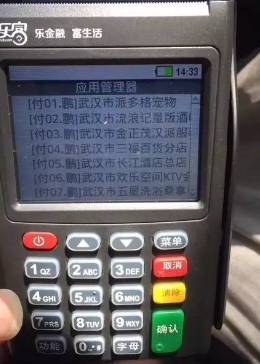 乐富 乐金融 富生活
14:33
应用管理器
[付01.鹏]武汉市派多格宠物
[付02.鹏]武汉市流浪记量版酒
[付03.鹏]武汉市金正茂汉派服
[付04.鹏]武汉市三福百货分店
[付05.鹏]武汉市长江酒店总店
[付06.鹏]武汉市欢乐空间KTV
[付07.鹏]武汉市五星洗浴桑拿
菜单
1 QZ 2 ABC 3 DEF 取消
4 GHI 5 JKL 6 MNO 清除
7 PRS 8 TUV 9 WXY 确认
功能 0.*# 字母